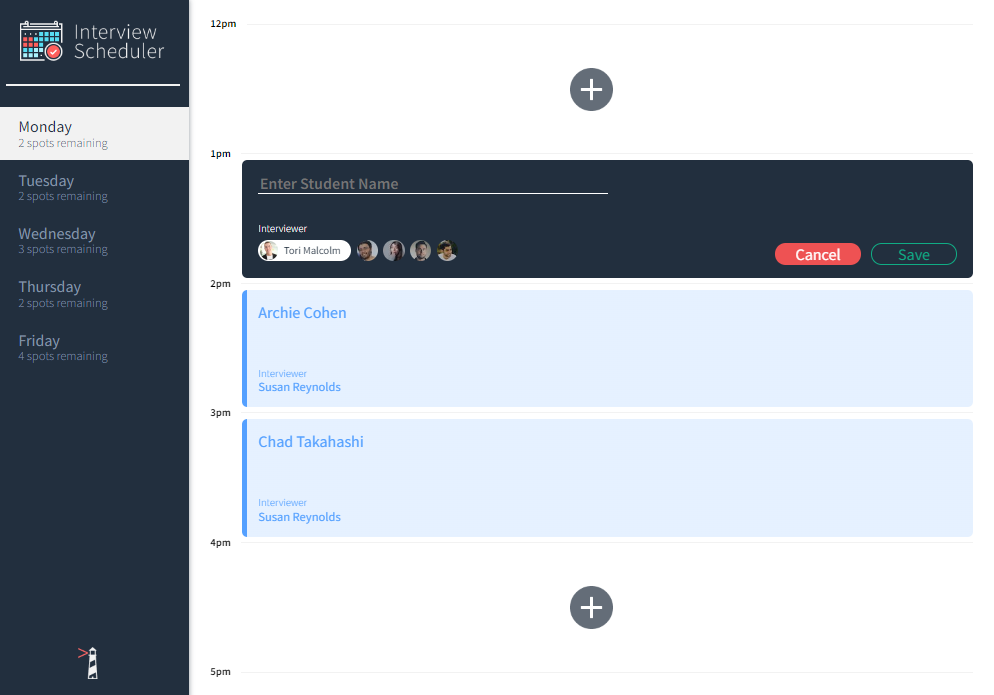 Interview
Scheduler
Monday
2 spots remaining
Tuesday
2 spots remaining
Wednesday
3 spots remaining
Thursday
2 spots remaining
Friday
4 spots remaining
12pm
1pm
Enter Student Name
Interviewer
Tori Malcolm
Cancel
Save
2pm
Archie Cohen
Interviewer
Susan Reynolds
3pm
Chad Takahashi
Interviewer
Susan Reynolds
4pm
5pm